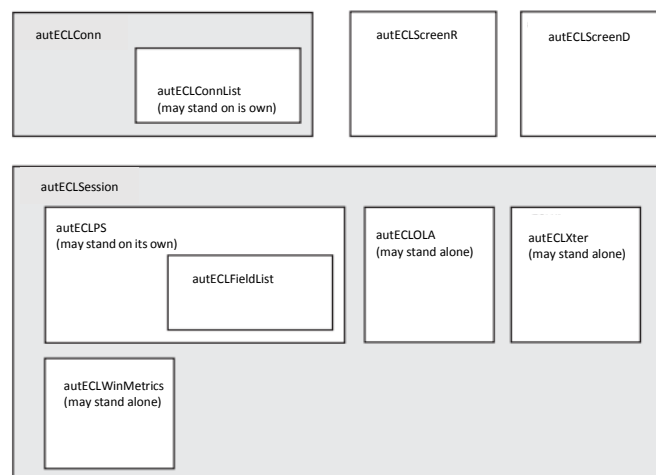 autECLConn
autECLConnList
(may stand on is own)
autECLScreenR
autECLScreenD
autECLSession
autECLPS
(may stand on its own)
autECLFieldList
autECLOLA
(may stand alone)
autECLXter
(may stand alone)
autECLWinMetrics
(may stand alone)